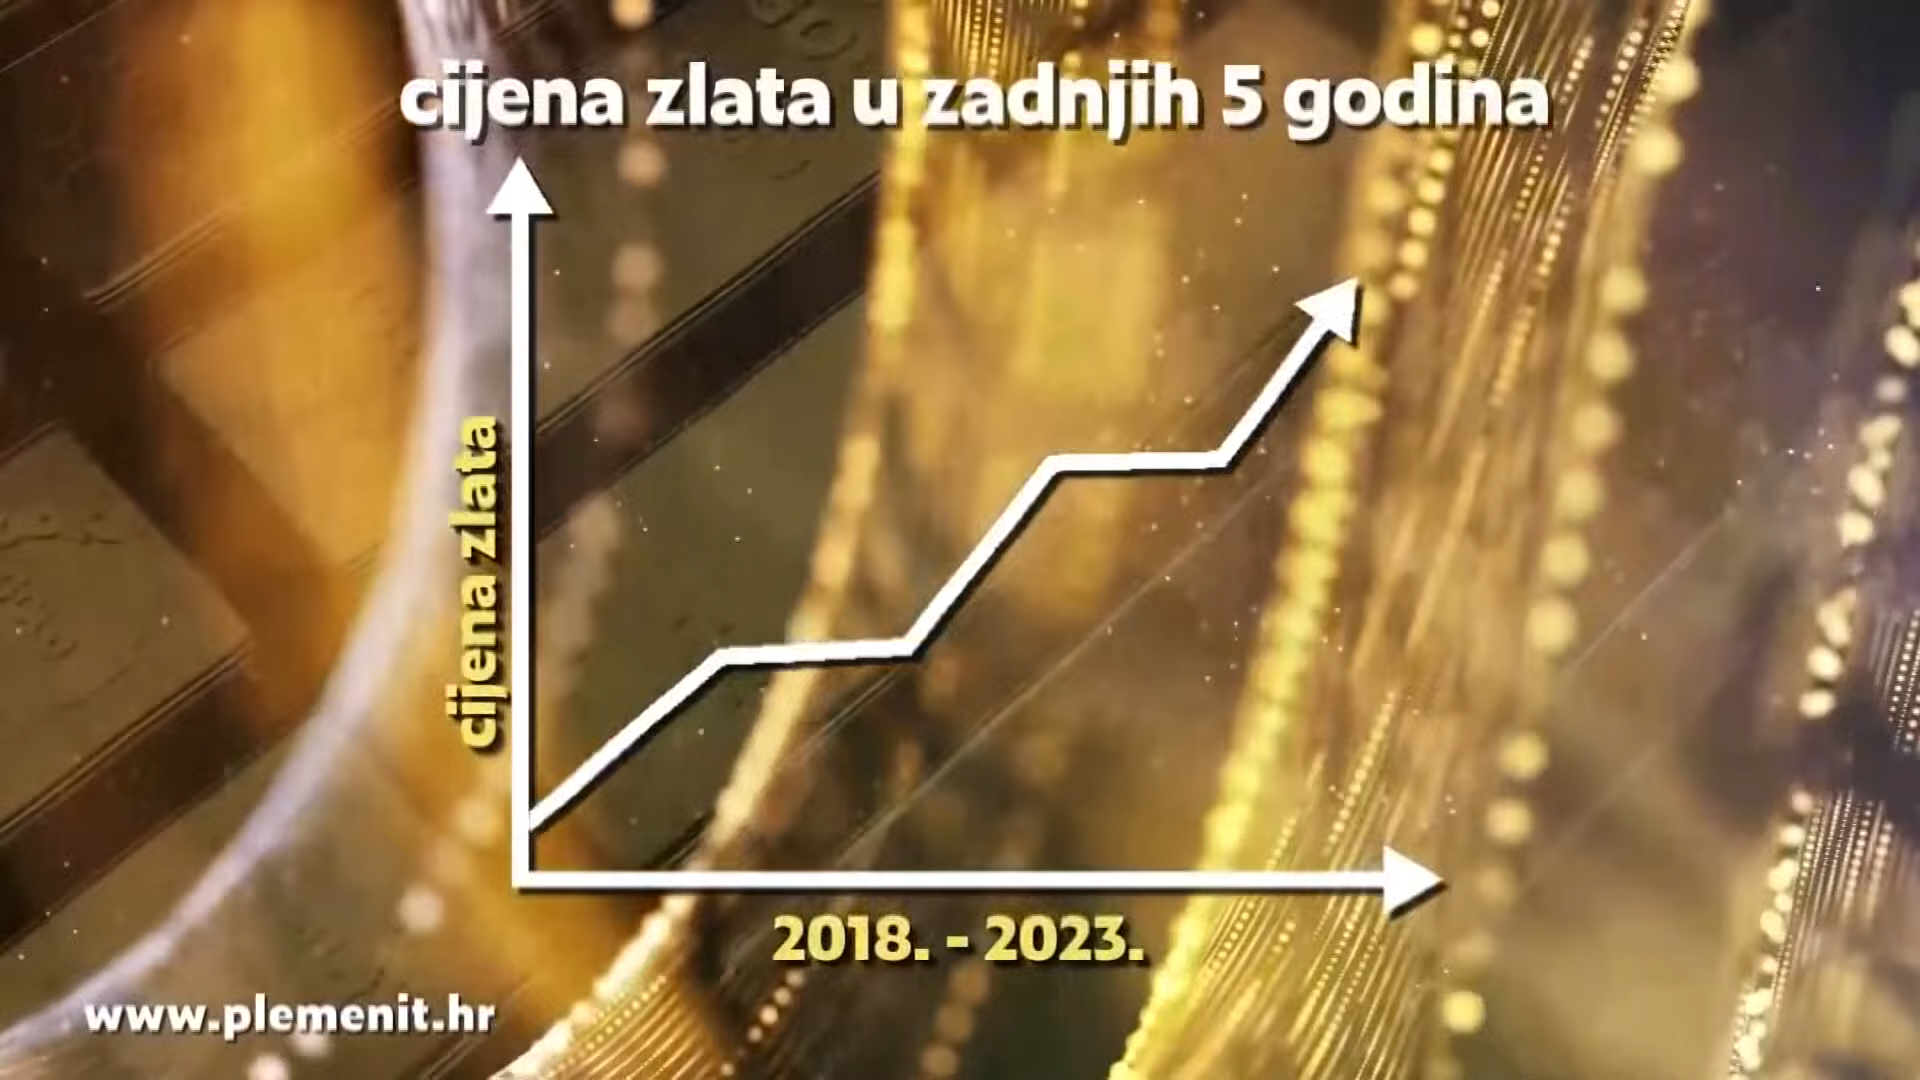 cijena zlata u zadnjih 5 godina
cijena zlata
2018. - 2023.
www.plemenit.hr